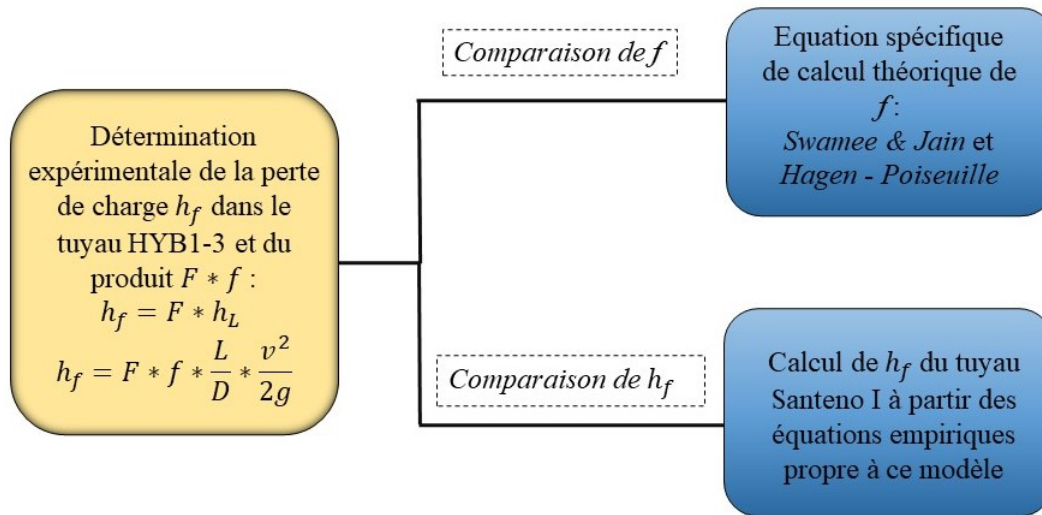 Détermination
expérimentale de la perte
de charge h_f dans le
tuyau HYB1-3 et du
produit F * f :
h_f = F * h_L
h_f = F * f * L/D * v²/2g
Comparaison de f
Equation spécifique
de calcul théorique de
f :
Swamee & Jain et
Hagen - Poiseuille
Comparaison de h_f
Calcul de h_f du tuyau
Santeno I à partir des
équations empiriques
propre à ce modèle